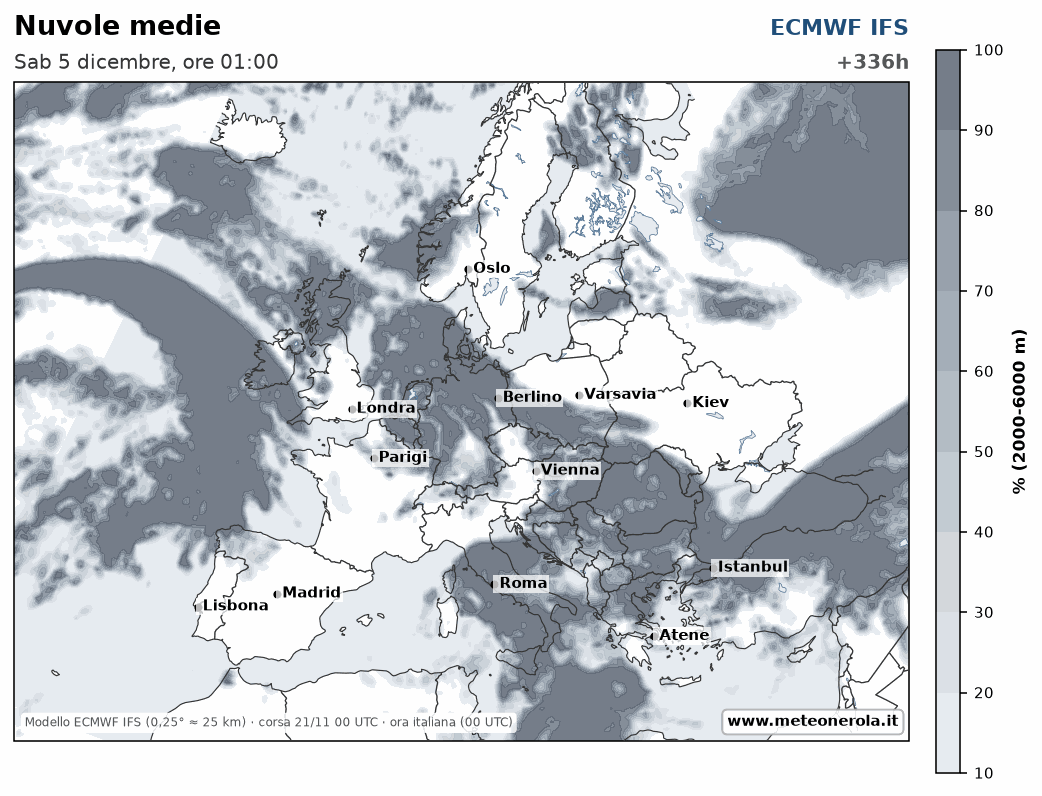 Nuvole medie
ECMWF IFS
Sab 5 dicembre, ore 01:00
+336h
100
90
80
70
60
50
40
30
20
10
% (2000-6000 m)
Oslo
Berlino
Varsavia
Kiev
Londra
Parigi
Vienna
Istanbul
Roma
Madrid
Lisbona
Atene
Modello ECMWF IFS (0,25° ≈ 25 km) · corsa 21/11 00 UTC · ora italiana (00 UTC)
www.meteonerola.it